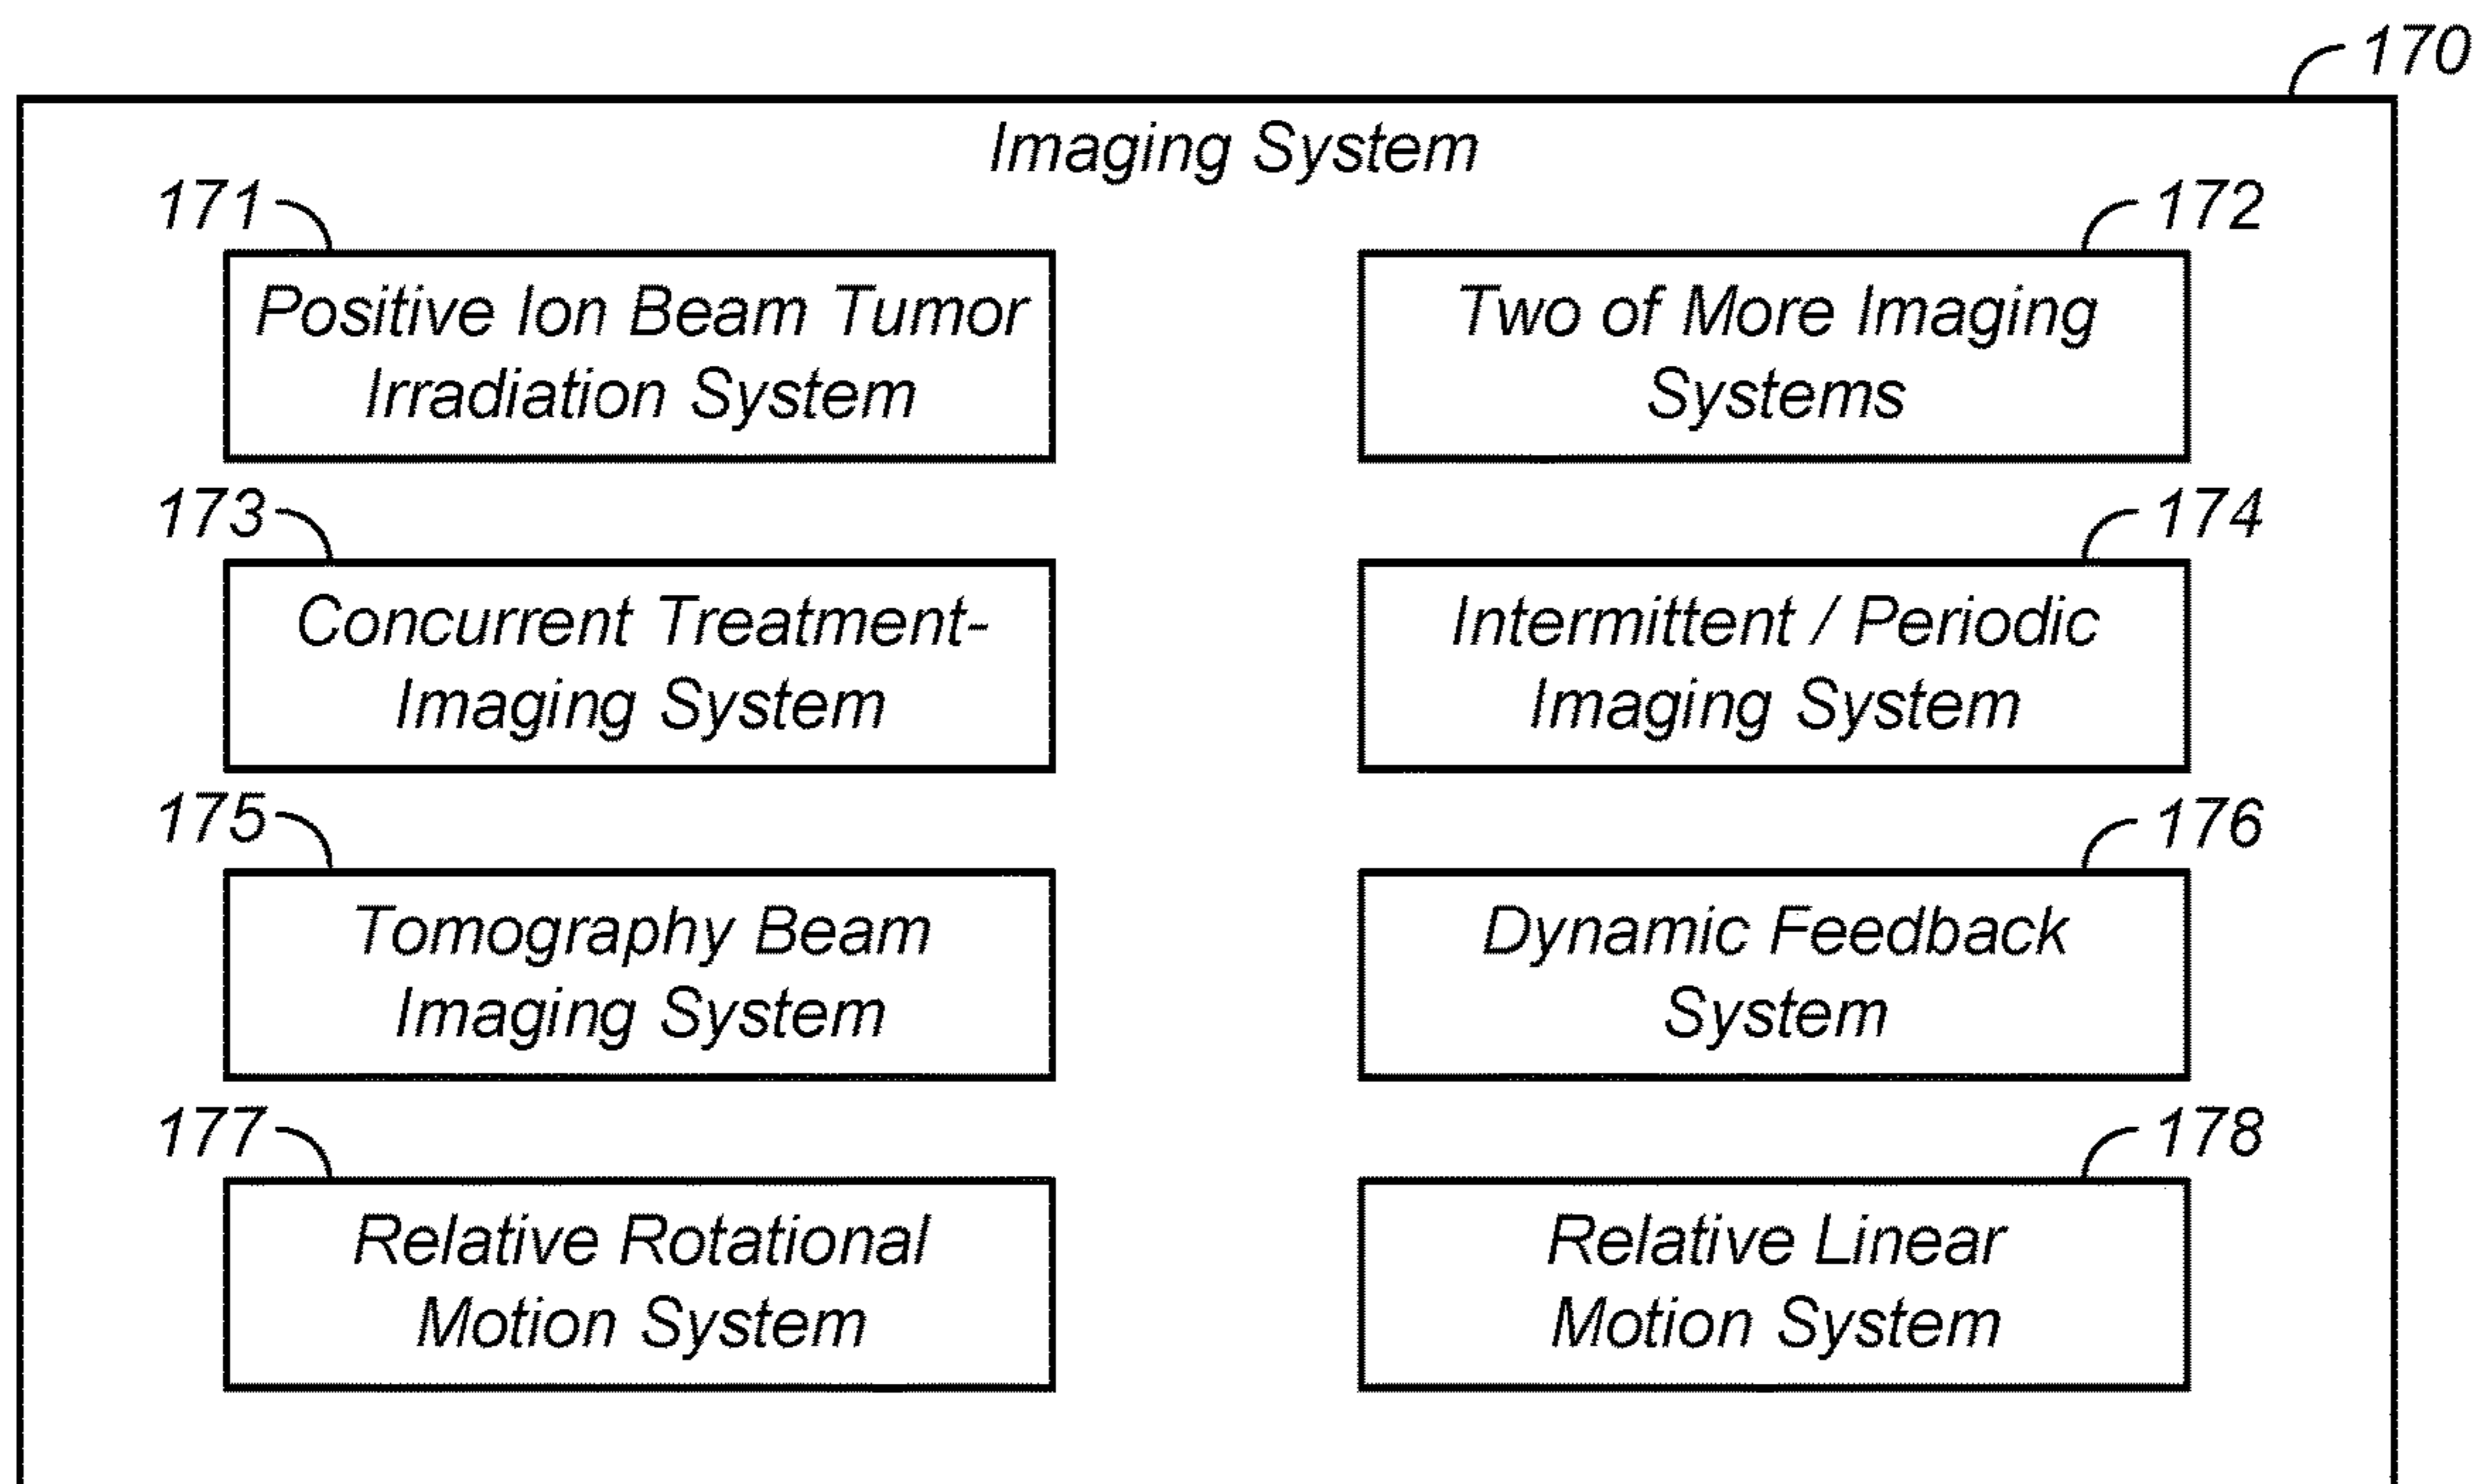 170
Imaging System
171
Positive Ion Beam Tumor
Irradiation System
172
Two of More Imaging
Systems
173
Concurrent Treatment-
Imaging System
174
Intermittent / Periodic
Imaging System
175
Tomography Beam
Imaging System
176
Dynamic Feedback
System
177
Relative Rotational
Motion System
178
Relative Linear
Motion System